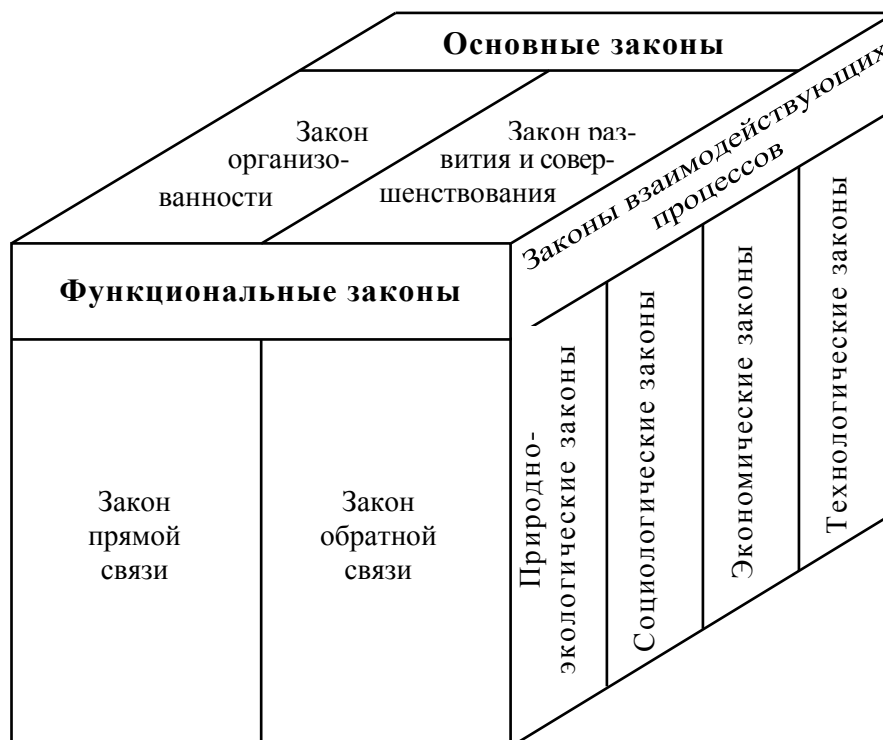 Основные законы
Закон
организо-
ванности
Закон раз-
вития и совер-
шенствования
Законы взаимодействующих
процессов
Функциональные законы
Закон
прямой
связи
Закон
обратной
связи
Природно-
экологические законы
Социологические законы
Экономические законы
Технологические законы